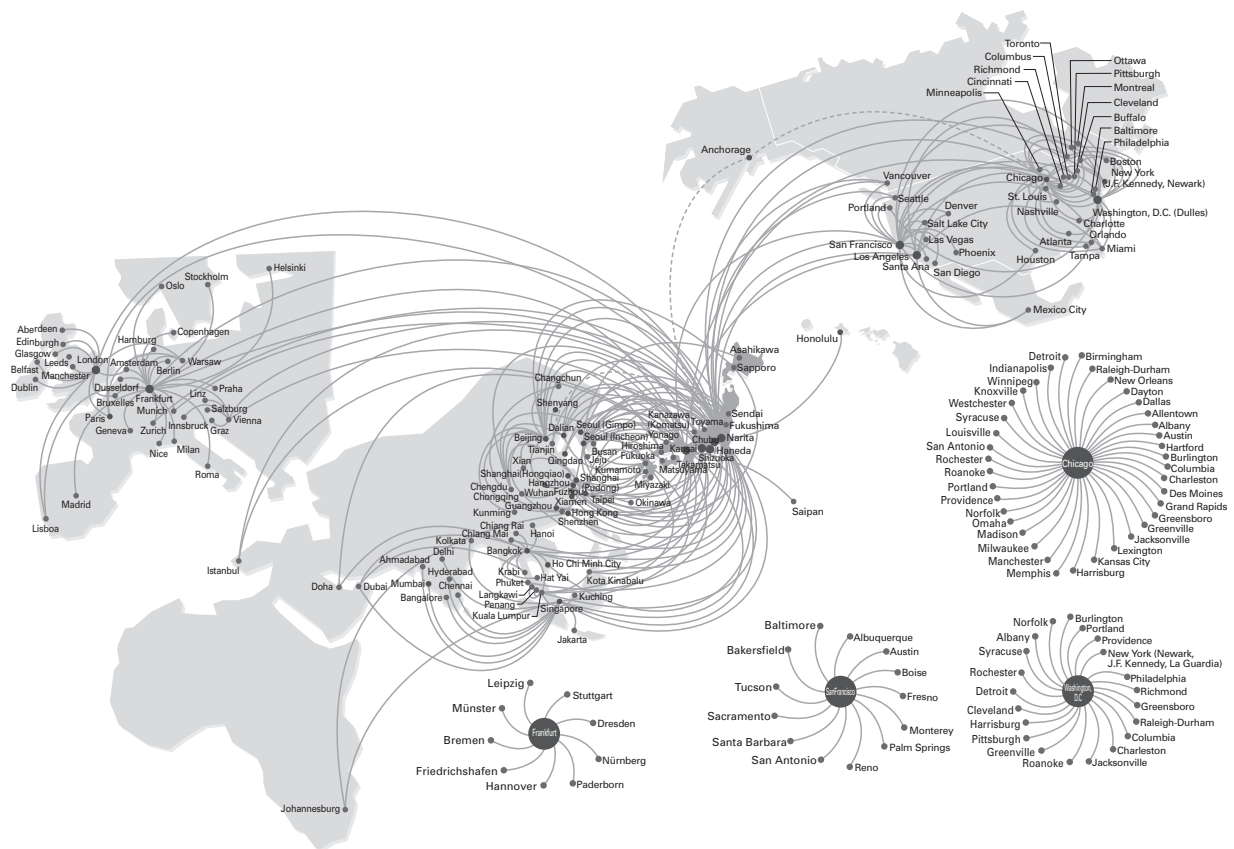 Toronto
Columbus
Richmond
Cincinnati
Minneapolis
Ottawa
Pittsburgh
Montreal
Cleveland
Buffalo
Baltimore
Philadelphia
Boston
New York
(J.F. Kennedy, Newark)
Anchorage
Vancouver
Chicago
Seattle
Portland
Denver
St. Louis
Nashville
Washington, D.C. (Dulles)
Salt Lake City
Charlotte
San Francisco
Las Vegas
Orlando
Atlanta
Los Angeles
Phoenix
Miami
Santa Ana
Houston
Tampa
San Diego
Mexico City
Honolulu
Helsinki
Stockholm
Oslo
Aberdeen
Copenhagen
Edinburgh
Hamburg
Glasgow
London
Leeds
Amsterdam
Warsaw
Belfast
Berlin
Manchester
Dublin
Dusseldorf
Praha
Linz
Bruxelles
Frankfurt
Munich
Salzburg
Paris
Innsbruck
Vienna
Geneva
Zurich
Graz
Nice
Milan
Roma
Madrid
Lisboa
Istanbul
Doha
Dubai
Johannesburg
Asahikawa
Sapporo
Changchun
Shenyang
Sendai
Kanazawa
(Komatsu)
Toyama
Fukushima
Dalian
Seoul (Gimpo)
Beijing
Seoul (Incheon)
Yonago
Chubu
Narita
Tianjin
Busan
Hiroshima
Kansai
Haneda
Xian
Qingdao
Jeju
Fukuoka
Shizuoka
Takamatsu
Shanghai(Hongqiao)
Kumamoto
Matsuyama
Hangzhou
Shanghai
(Pudong)
Miyazaki
Chengdu
Wuhan
Fuzhou
Chongqing
Xiamen
Taipei
Okinawa
Guangzhou
Kunming
Hong Kong
Shenzhen
Saipan
Chiang Rai
Chiang Mai
Hanoi
Kolkata
Delhi
Bangkok
Ahmadabad
Ho Chi Minh City
Hyderabad
Krabi
Hat Yai
Mumbai
Chennai
Phuket
Kota Kinabalu
Bangalore
Langkawi
Kuching
Penang
Singapore
Kuala Lumpur
Jakarta
Chicago
Detroit
Indianapolis
Winnipeg
Knoxville
Westchester
Syracuse
Louisville
San Antonio
Rochester
Roanoke
Portland
Providence
Norfolk
Omaha
Madison
Milwaukee
Manchester
Memphis
Birmingham
Raleigh-Durham
New Orleans
Dayton
Dallas
Allentown
Albany
Austin
Hartford
Burlington
Columbia
Charleston
Des Moines
Grand Rapids
Greensboro
Greenville
Jacksonville
Lexington
Kansas City
Harrisburg
Frankfurt
Leipzig
Münster
Bremen
Friedrichshafen
Hannover
Stuttgart
Dresden
Nürnberg
Paderborn
SanFrancisco
Baltimore
Bakersfield
Tucson
Sacramento
Santa Barbara
San Antonio
Albuquerque
Austin
Boise
Fresno
Monterey
Palm Springs
Reno
Washington,
D.C
Norfolk
Albany
Syracuse
Rochester
Detroit
Cleveland
Harrisburg
Pittsburgh
Greenville
Roanoke
Burlington
Portland
Providence
New York (Newark,
J.F. Kennedy, La Guardia)
Philadelphia
Richmond
Greensboro
Raleigh-Durham
Columbia
Charleston
Jacksonville